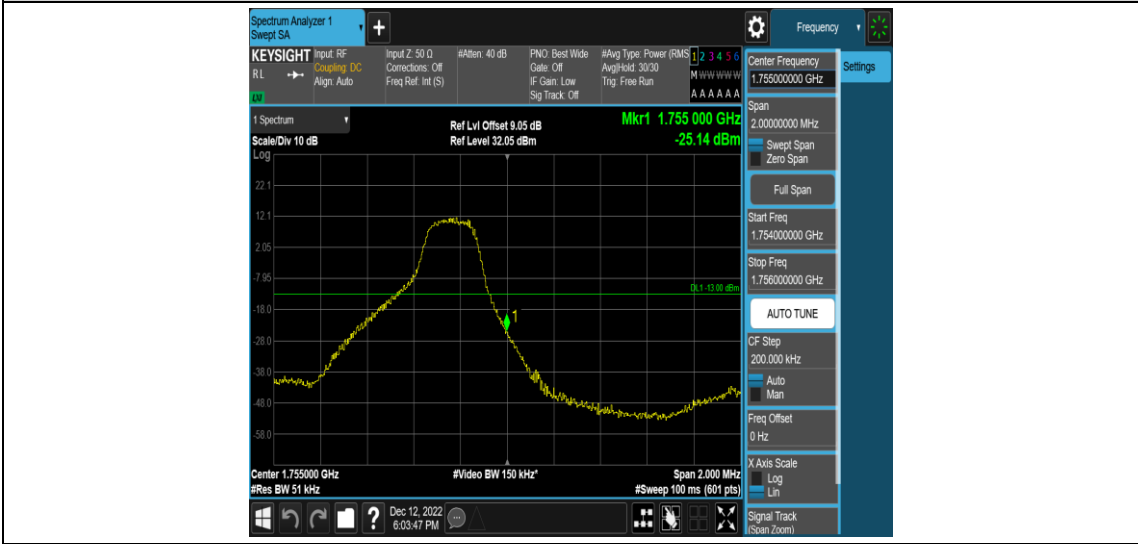 Spectrum Analyzer 1
Swept SA
Frequency
KEYSIGHT
Input: RF
Input Z: 50 Ω
#Atten: 40 dB
PNO: Best Wide
#Avg Type: Power (RMS
1 2 3 4 5 6
RL
Coupling: DC
Corrections: Off
Gate: Off
Avg|Hold: 30/30
M W W W W W
Align: Auto
Freq Ref: Int (S)
IF Gain: Low
Trig: Free Run
Sig Track: Off
A A A A A A
1 Spectrum
Ref Lvl Offset 9.05 dB
Mkr1 1.755 000 GHz
Scale/Div 10 dB
Ref Level 32.05 dBm
-25.14 dBm
Log
22.1
12.1
2.05
-7.95
DL1 -13.00 dBm
-18.0
1
-28.0
-38.0
-48.0
-58.0
Center 1.755000 GHz
#Video BW 150 kHz*
Span 2.000 MHz
#Res BW 51 kHz
#Sweep 100 ms (601 pts)
Dec 12, 2022
6:03:47 PM
Center Frequency
1.755000000 GHz
Settings
Span
2.00000000 MHz
Swept Span
Zero Span
Full Span
Start Freq
1.754000000 GHz
Stop Freq
1.756000000 GHz
AUTO TUNE
CF Step
200.000 kHz
Auto
Man
Freq Offset
0 Hz
X Axis Scale
Log
Lin
Signal Track
(Span Zoom)